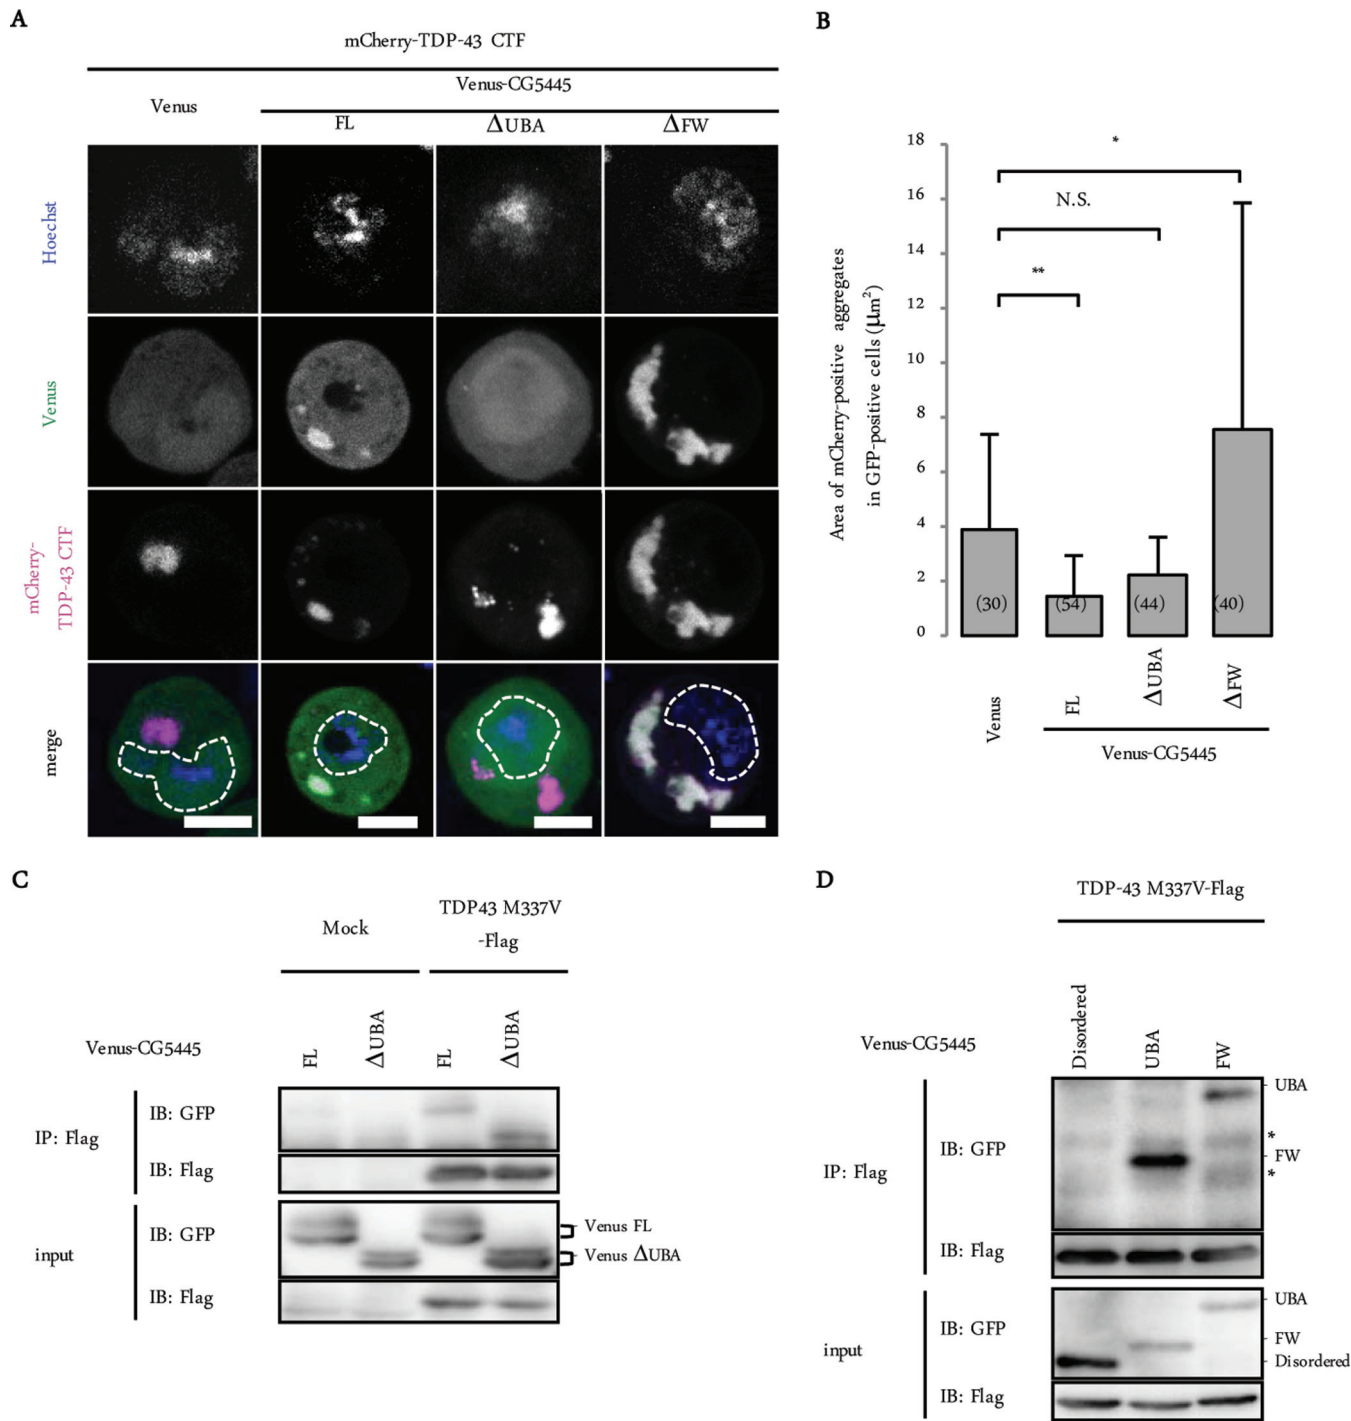 A
mCherry-TDP-43 CTF
Venus
Venus-CG5445
FL
ΔUBA
ΔFW
Hoechst
Venus
mCherry-
TDP-43 CTF
merge
B
Area of mCherry-positive aggregates
in GFP-positive cells (μm²)
18
16
14
12
10
8
6
4
2
0
*
N.S.
**
(30)
(54)
(44)
(40)
Venus
FL
ΔUBA
ΔFW
Venus-CG5445
C
Mock
TDP43 M337V
-Flag
Venus-CG5445
FL
ΔUBA
FL
ΔUBA
IP: Flag
IB: GFP
IB: Flag
input
IB: GFP
Venus FL
Venus ΔUBA
IB: Flag
D
TDP-43 M337V-Flag
Venus-CG5445
Disordered
UBA
FW
IP: Flag
IB: GFP
UBA
*
FW
*
IB: Flag
input
IB: GFP
UBA
FW
Disordered
IB: Flag